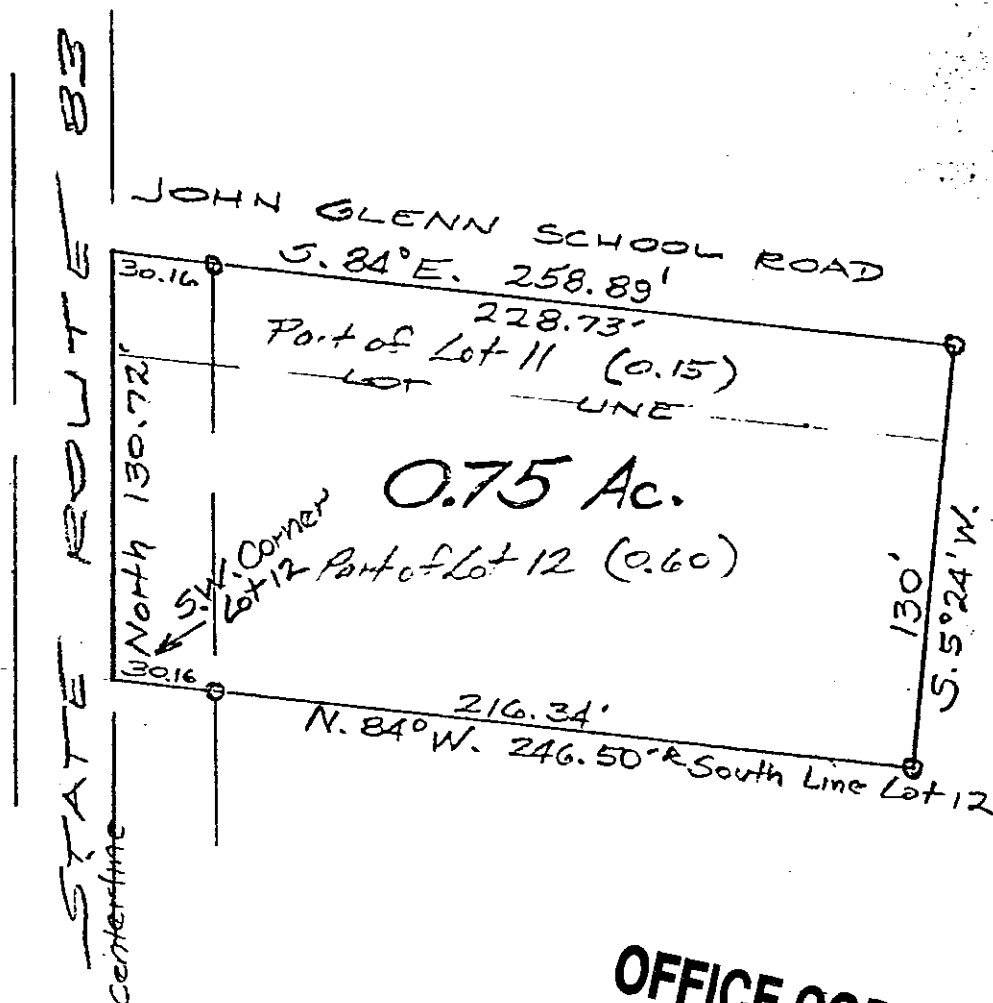 STATE ROUTE 83
Centerline
JOHN GLENN SCHOOL ROAD
30.16
S. 84° E. 258.89'
228.73'
Part of Lot 11 (0.15)
LOT LINE
North 130.72'
0.75 Ac.
S.W. Corner
Lot 12
Part of Lot 12 (0.60)
130'
S. 5° 24' W.
30.16
216.34'
N. 84° W. 246.50'
South Line Lot 12
OFFICE COP